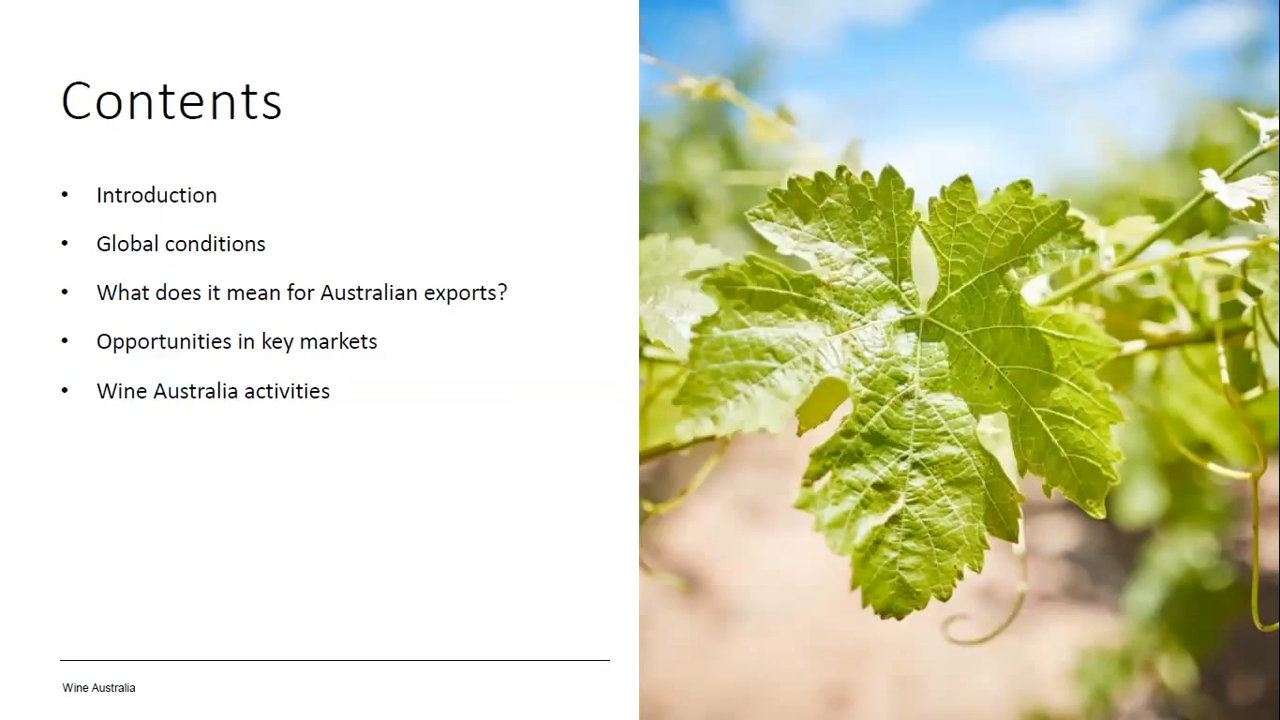 Contents
• Introduction
• Global conditions
• What does it mean for Australian exports?
• Opportunities in key markets
• Wine Australia activities
Wine Australia